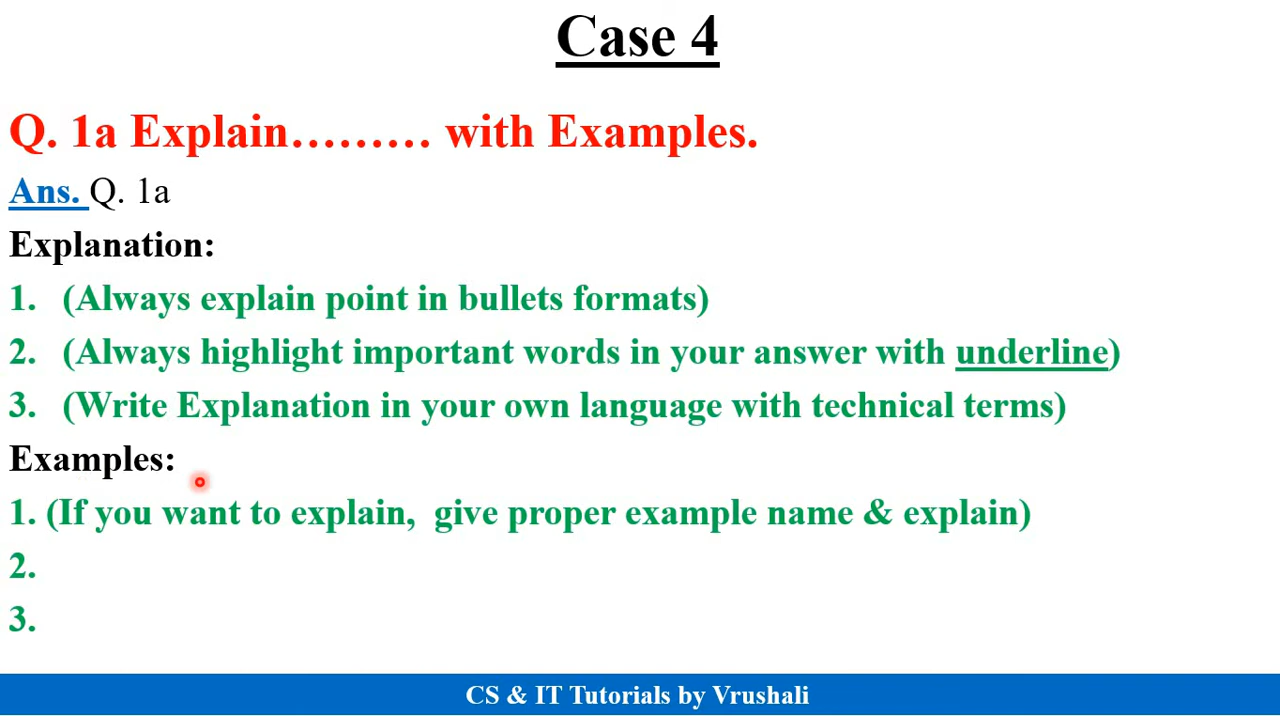 Case 4
Q. 1a Explain......... with Examples.
Ans. Q. 1a
Explanation:
1. (Always explain point in bullets formats)
2. (Always highlight important words in your answer with underline)
3. (Write Explanation in your own language with technical terms)
Examples:
1. (If you want to explain, give proper example name & explain)
2.
3.
CS & IT Tutorials by Vrushali